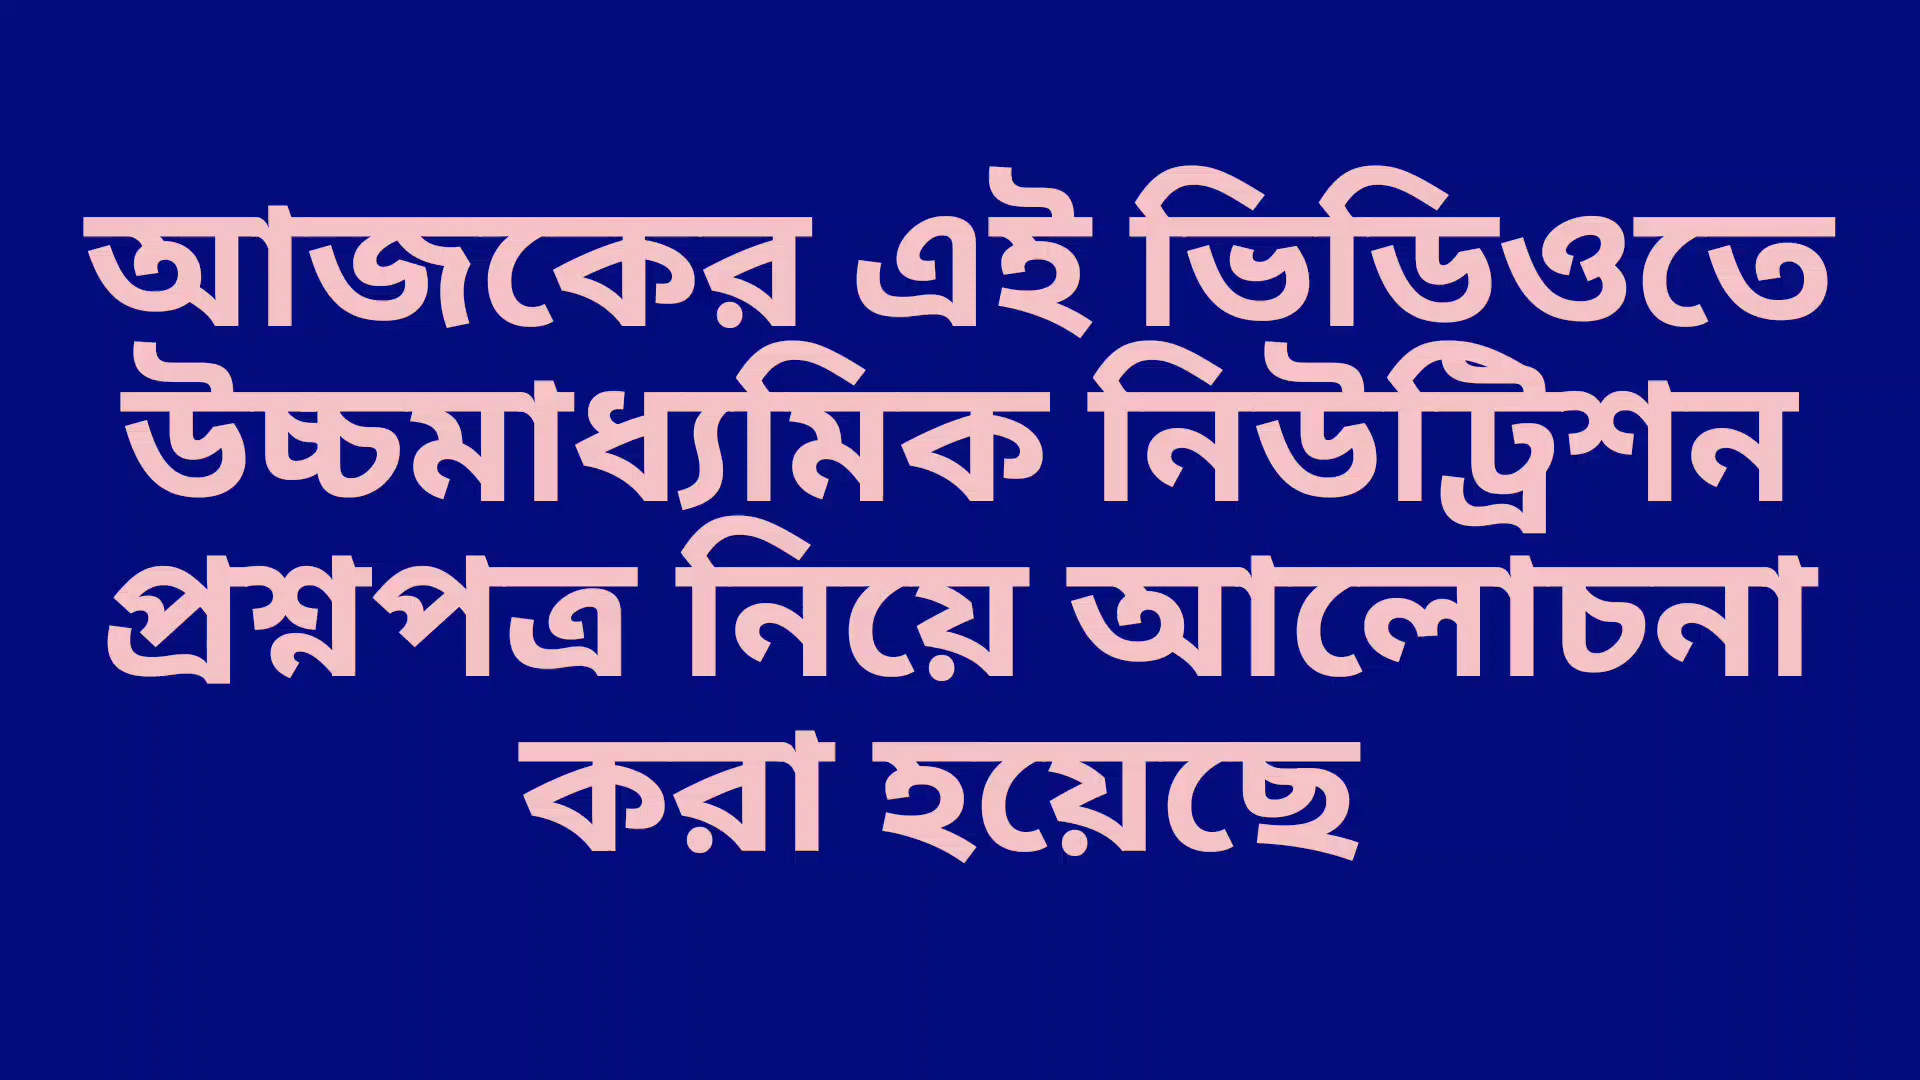 আজকের এই ভিডিওতে
উচ্চমাধ্যমিক নিউট্রিশন
প্রশ্নপত্র নিয়ে আলোচনা
করা হয়েছে